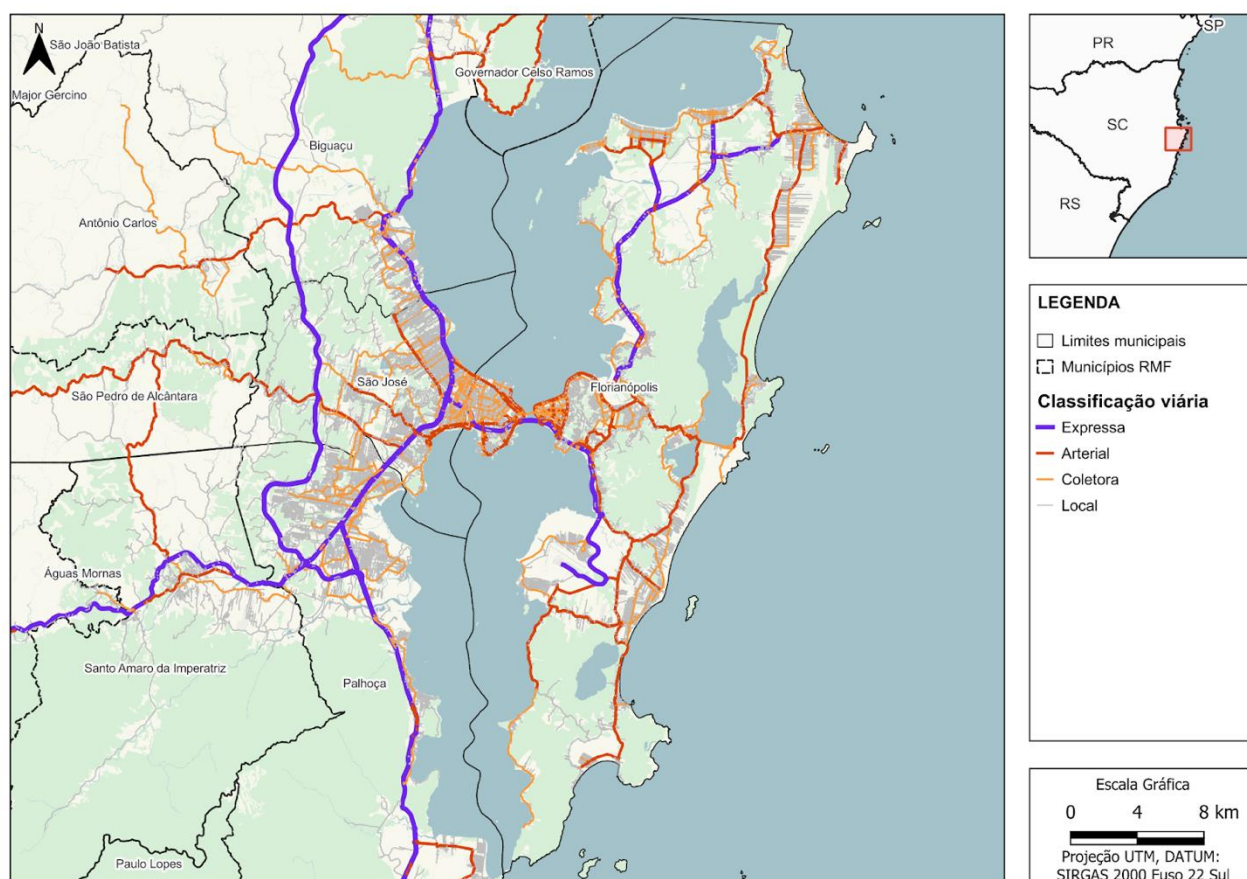 N
São João Batista
Major Gercino
Governador Celso Ramos
Biguaçu
Antônio Carlos
São José
Florianópolis
São Pedro de Alcântara
Águas Mornas
Santo Amaro da Imperatriz
Palhoça
Paulo Lopes
SP
PR
SC
RS
LEGENDA
Limites municipais
Municípios RMF
Classificação viária
Expressa
Arterial
Coletora
Local
Escala Gráfica
0 4 8 km
Projeção UTM, DATUM:
SIRGAS 2000 Fuso 22 Sul